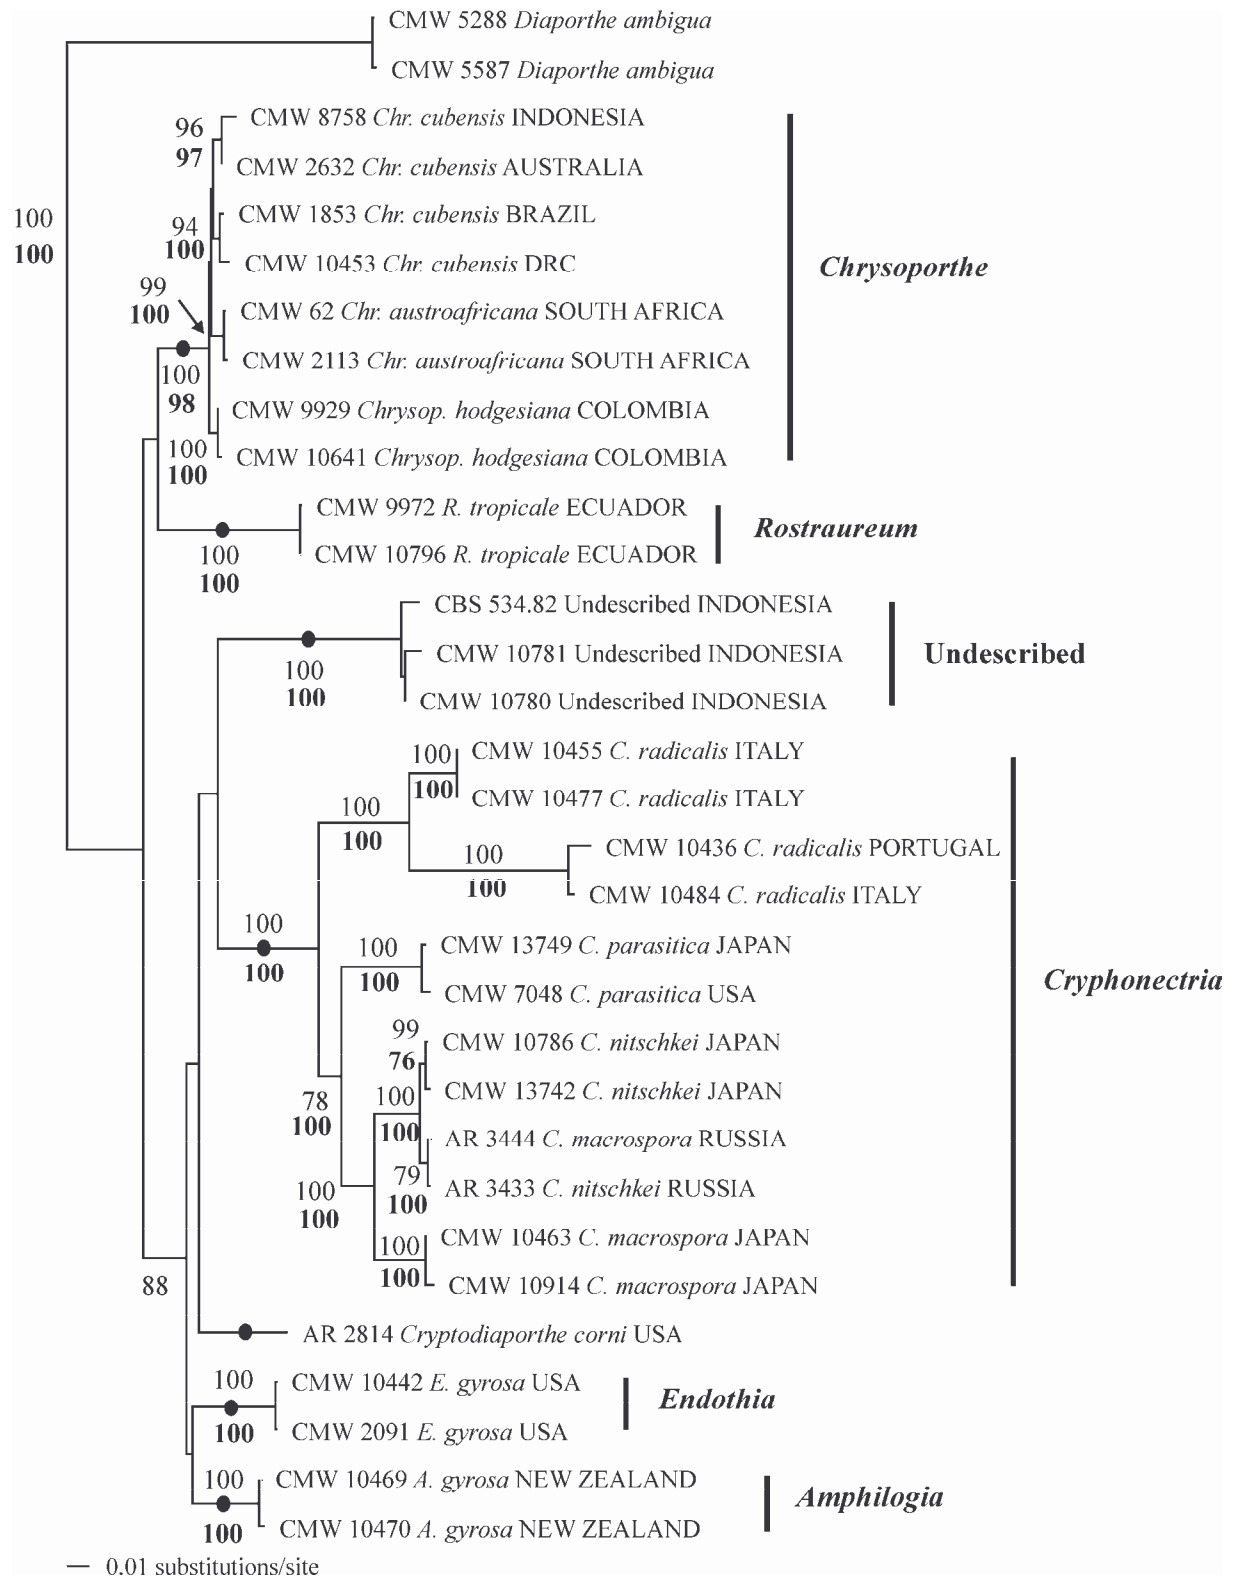 CMW 5288 Diaporthe ambigua
CMW 5587 Diaporthe ambigua
CMW 8758 Chr. cubensis INDONESIA
96
97
CMW 2632 Chr. cubensis AUSTRALIA
CMW 1853 Chr. cubensis BRAZIL
100
100
94
100
CMW 10453 Chr. cubensis DRC
Chrysoporthe
99
100
CMW 62 Chr. austroafricana SOUTH AFRICA
CMW 2113 Chr. austroafricana SOUTH AFRICA
100
98
CMW 9929 Chrysop. hodgesiana COLOMBIA
100
100
CMW 10641 Chrysop. hodgesiana COLOMBIA
CMW 9972 R. tropicale ECUADOR
Rostraureum
CMW 10796 R. tropicale ECUADOR
100
100
CBS 534.82 Undescribed INDONESIA
CMW 10781 Undescribed INDONESIA
Undescribed
100
100
CMW 10780 Undescribed INDONESIA
100
100
CMW 10455 C. radicalis ITALY
CMW 10477 C. radicalis ITALY
100
100
CMW 10436 C. radicalis PORTUGAL
100
100
CMW 10484 C. radicalis ITALY
100
100
CMW 13749 C. parasitica JAPAN
100
100
CMW 7048 C. parasitica USA
Cryphonectria
99
76
CMW 10786 C. nitschkei JAPAN
CMW 13742 C. nitschkei JAPAN
78
100
100
100
AR 3444 C. macrospora RUSSIA
79
100
AR 3433 C. nitschkei RUSSIA
100
100
CMW 10463 C. macrospora JAPAN
100
100
CMW 10914 C. macrospora JAPAN
88
AR 2814 Cryptodiaporthe corni USA
100
100
CMW 10442 E. gyrosa USA
Endothia
CMW 2091 E. gyrosa USA
100
100
CMW 10469 A. gyrosa NEW ZEALAND
Amphilogia
CMW 10470 A. gyrosa NEW ZEALAND
0.01 substitutions/site